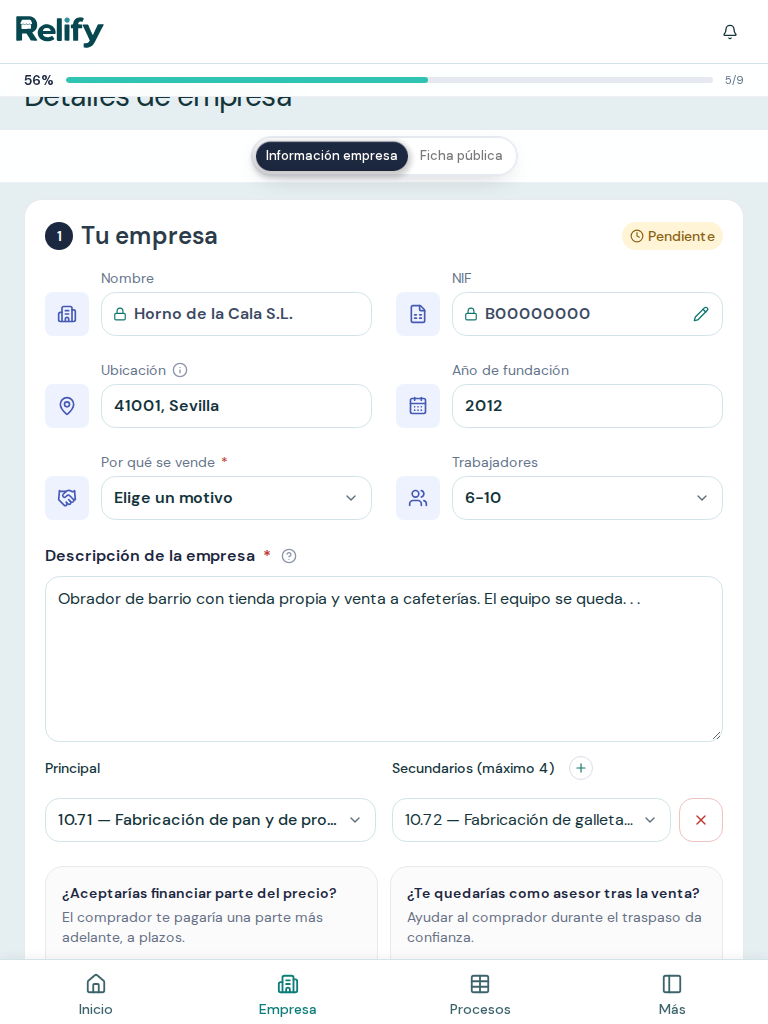 Relify
56%
5/9
Detalles de empresa
Información empresa
Ficha pública
1
Tu empresa
Pendiente
Nombre
NIF
Horno de la Cala S.L.
B00000000
Ubicación
Año de fundación
41001, Sevilla
2012
Por qué se vende *
Trabajadores
Elige un motivo
6-10
Descripción de la empresa *
Obrador de barrio con tienda propia y venta a cafeterías. El equipo se queda. . .
Principal
Secundarios (máximo 4)
10.71 — Fabricación de pan y de pro...
10.72 — Fabricación de galleta...
¿Aceptarías financiar parte del precio?
El comprador te pagaría una parte más
adelante, a plazos.
¿Te quedarías como asesor tras la venta?
Ayudar al comprador durante el traspaso da
confianza.
Inicio
Empresa
Procesos
Más